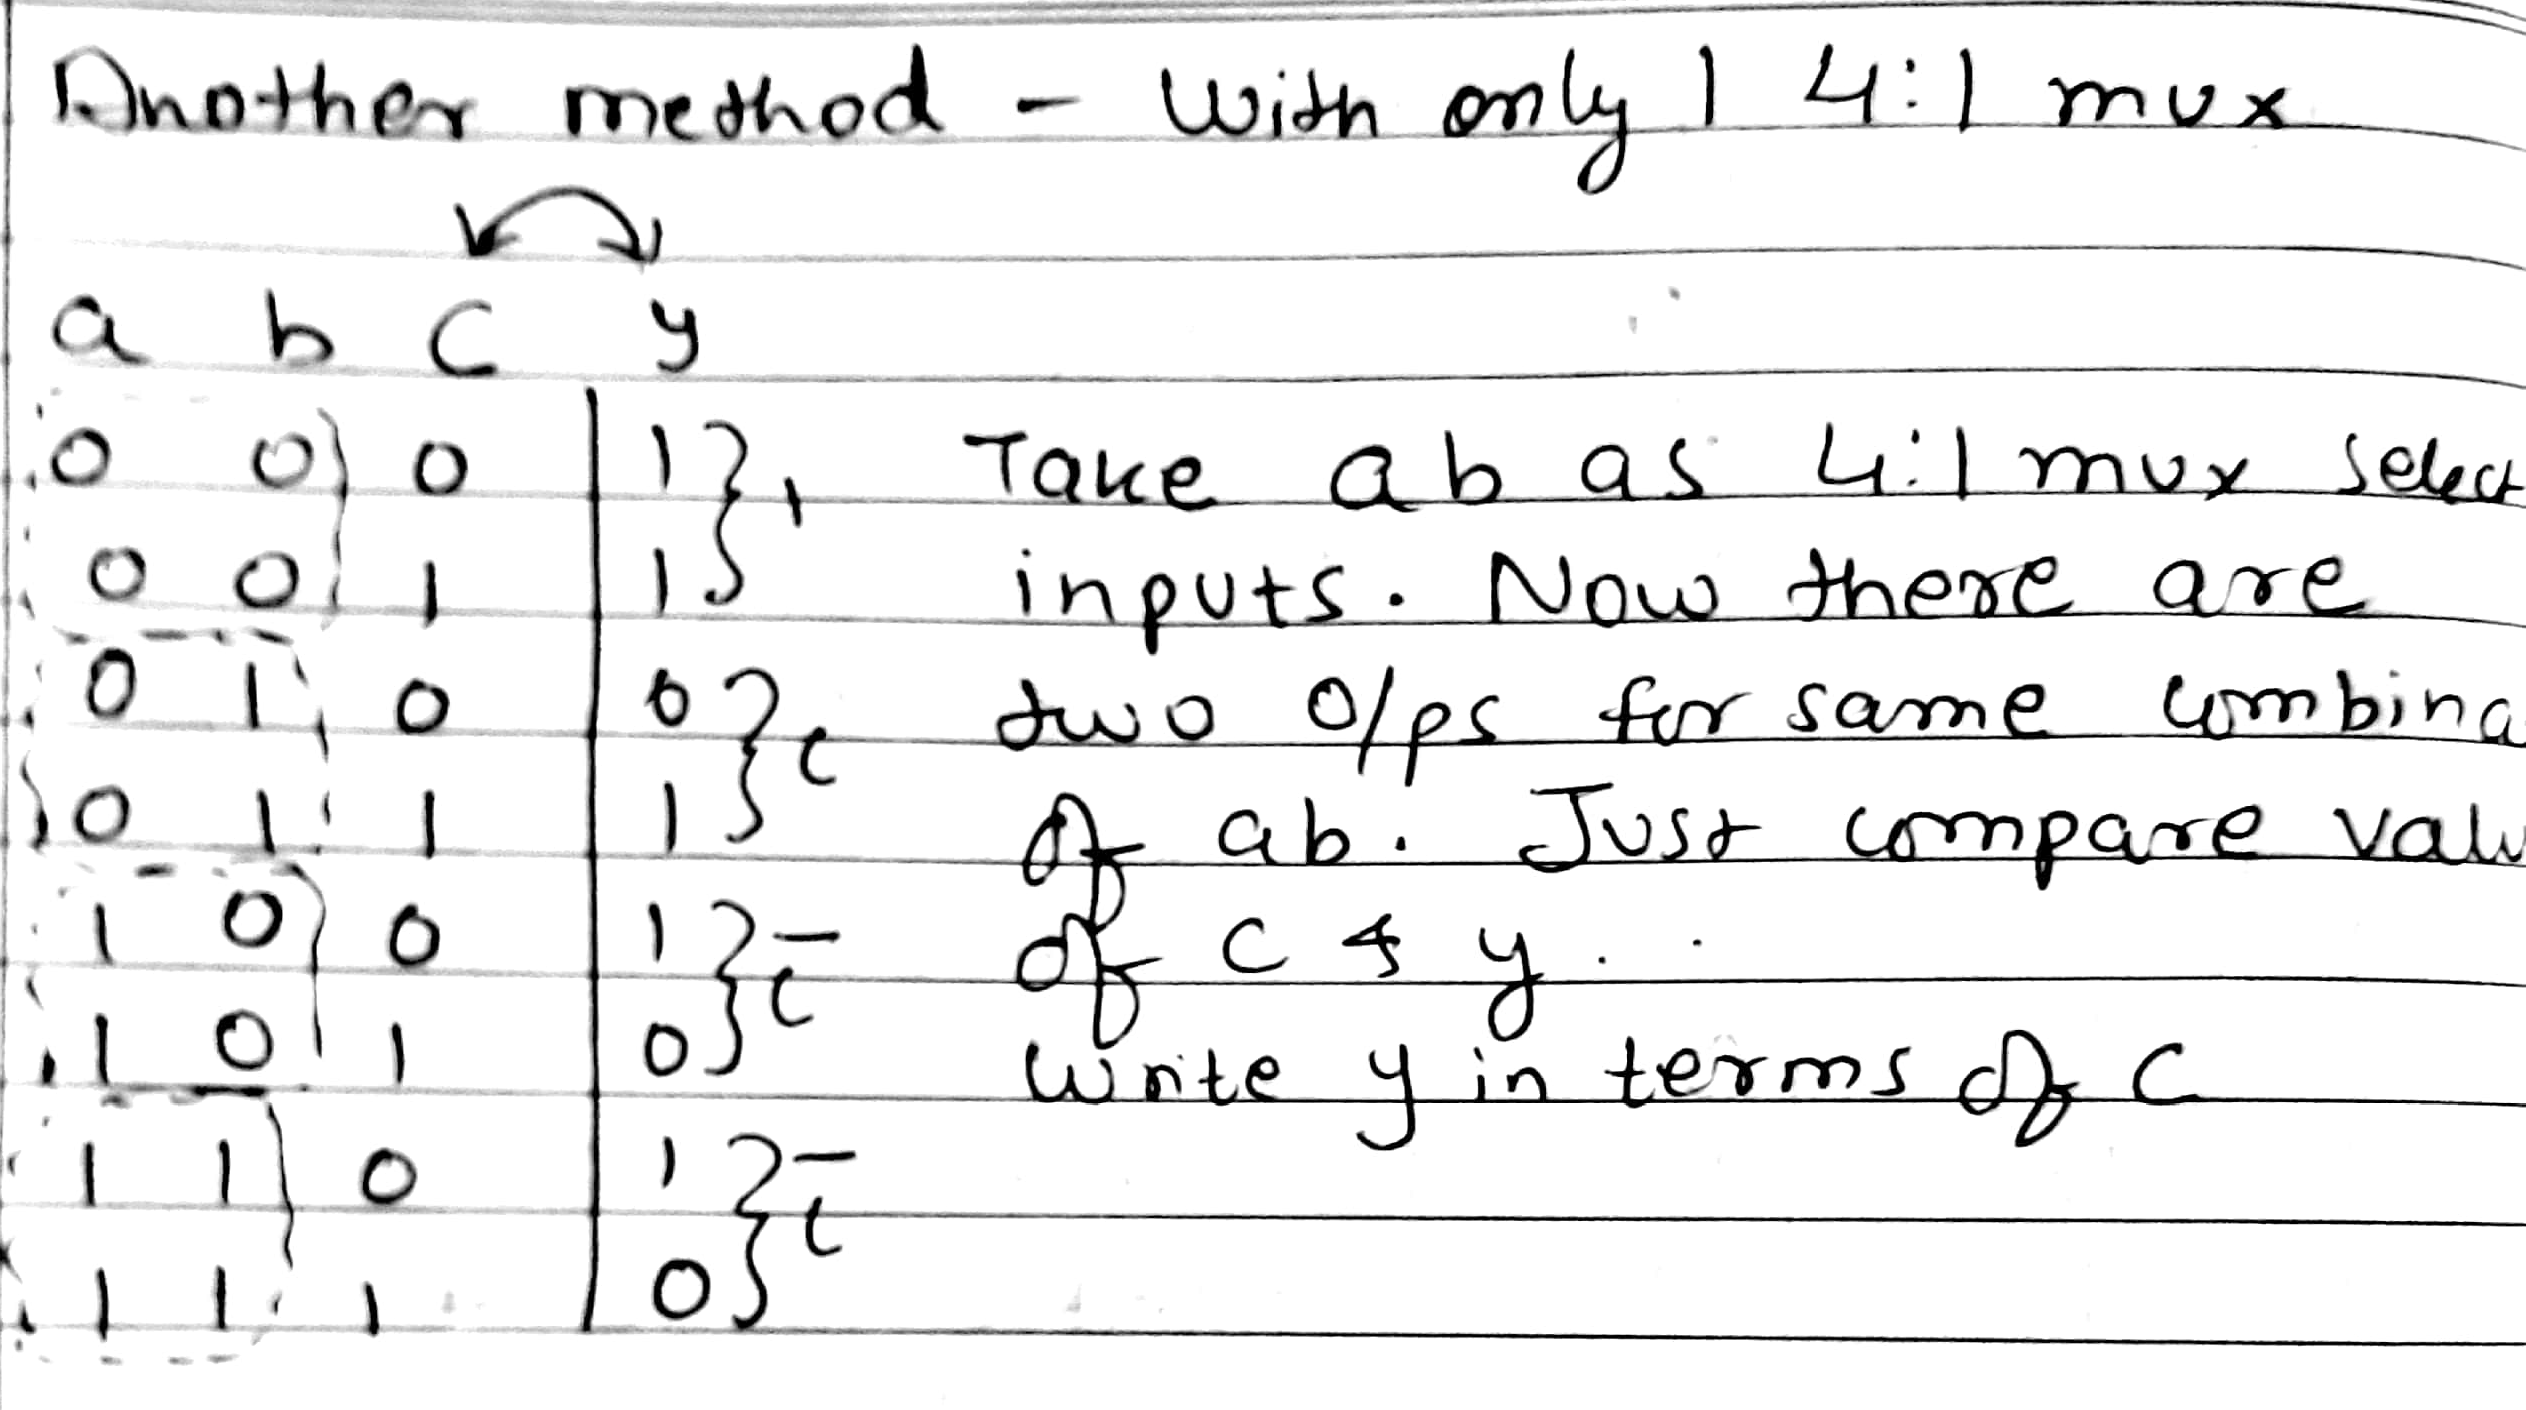 Another method - With only 1 4:1 mux
a b c y
0 0 0 1 } 1 Take ab as 4:1 mux select
0 0 1 1 inputs. Now there are
0 1 0 0 } c two O/ps for same combina
0 1 1 1 of ab. Just compare valu
1 0 0 1 } c̅ of c & y.
1 0 1 0 Write y in terms of c
1 1 0 1 } c̅
1 1 1 0